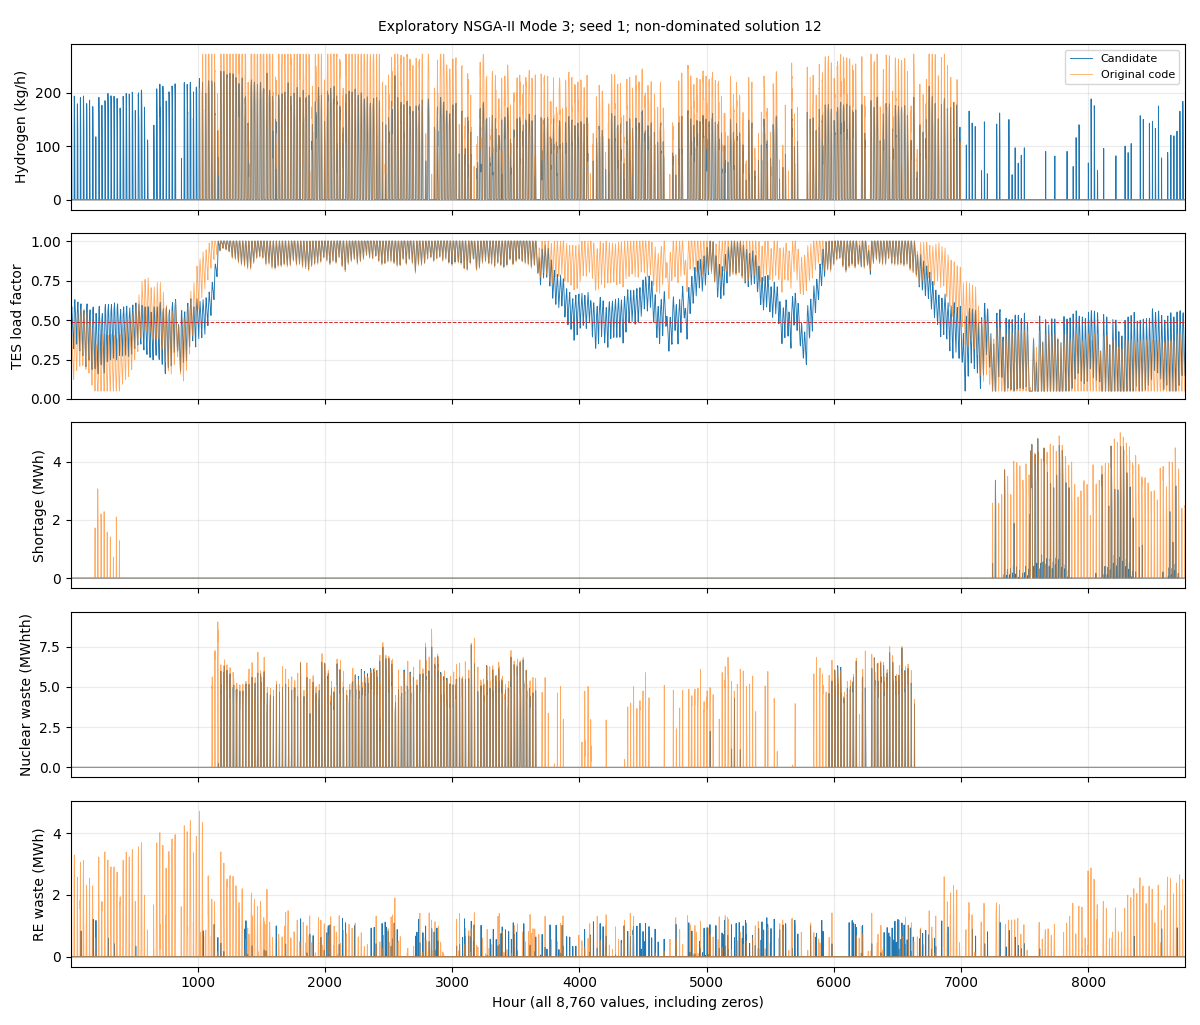 Exploratory NSGA-II Mode 3; seed 1; non-dominated solution 12
Hydrogen (kg/h)
200
100
0
Candidate
Original code
TES load factor
1.00
0.75
0.50
0.25
0.00
Shortage (MWh)
4
2
0
Nuclear waste (MWhth)
7.5
5.0
2.5
0.0
RE waste (MWh)
4
2
0
1000 2000 3000 4000 5000 6000 7000 8000
Hour (all 8,760 values, including zeros)